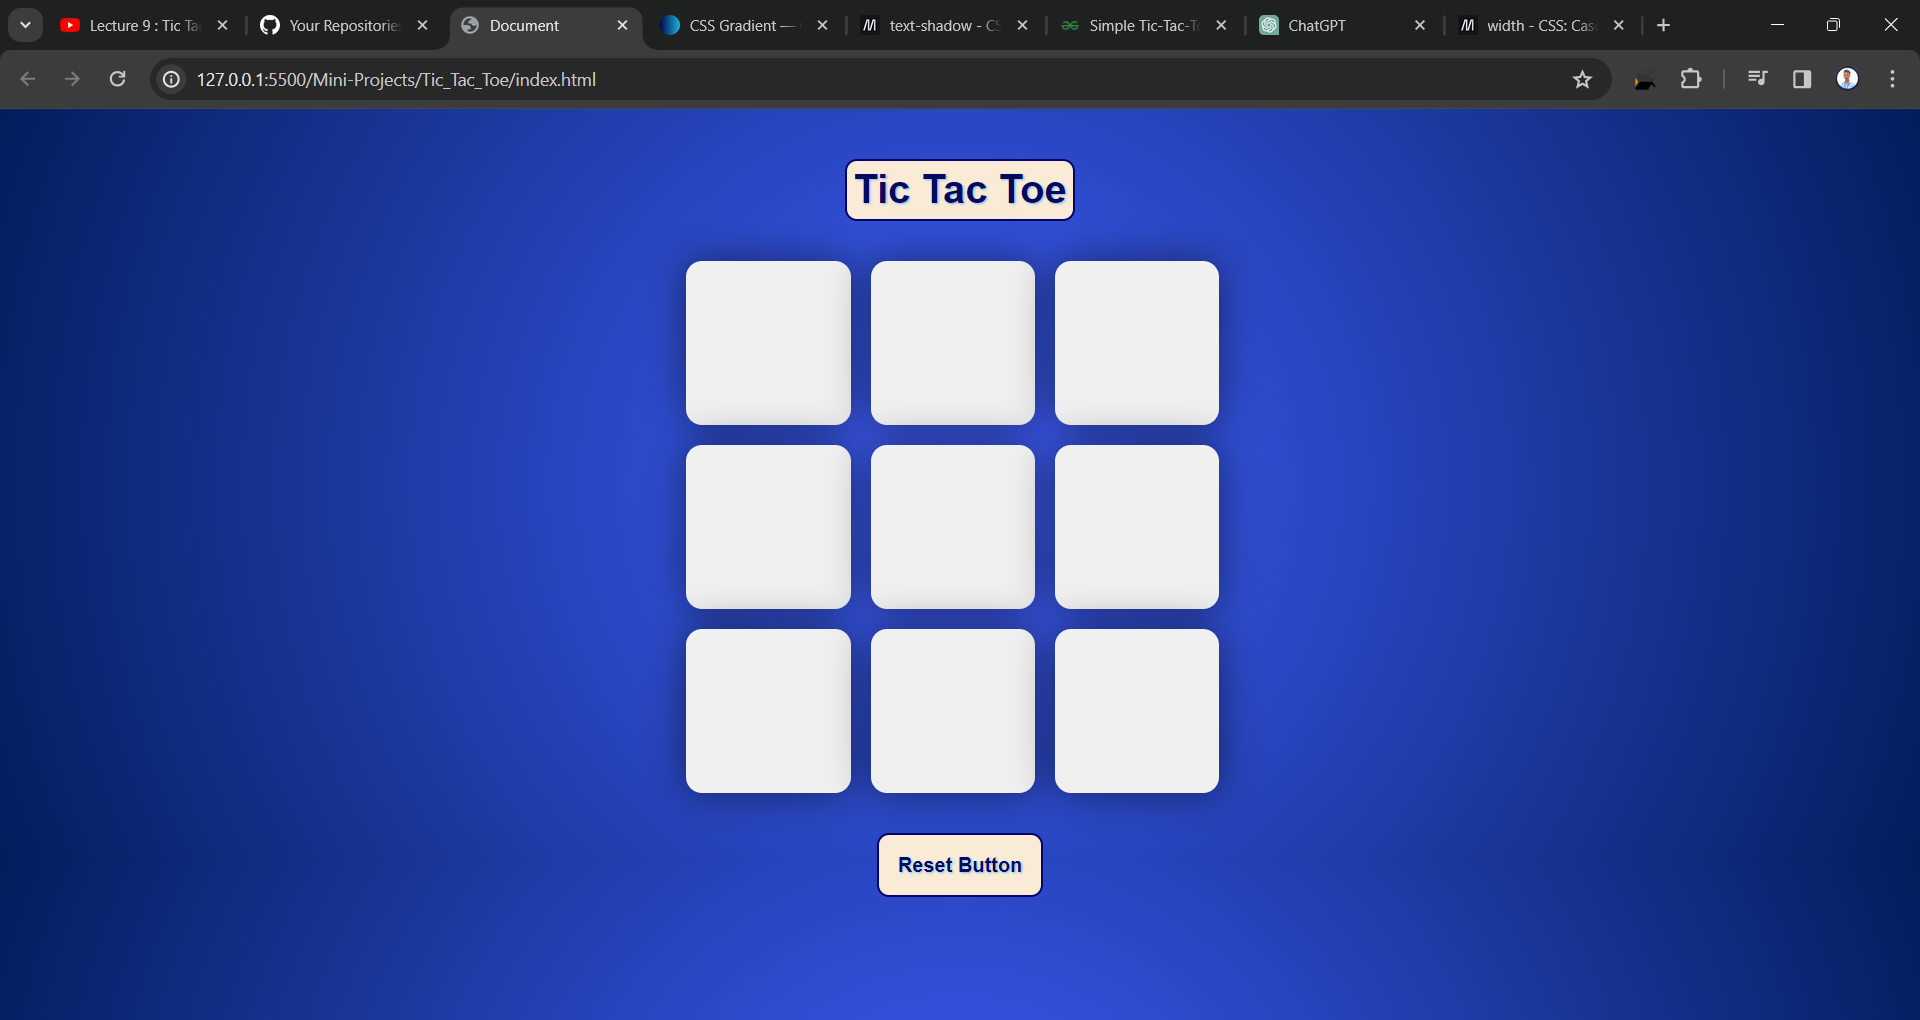 Lecture 9 : Tic Ta
Your Repositories
Document
CSS Gradient —
text-shadow - CS
Simple Tic-Tac-T
ChatGPT
width - CSS: Cas
127.0.0.1:5500/Mini-Projects/Tic_Tac_Toe/index.html
Tic Tac Toe
Reset Button